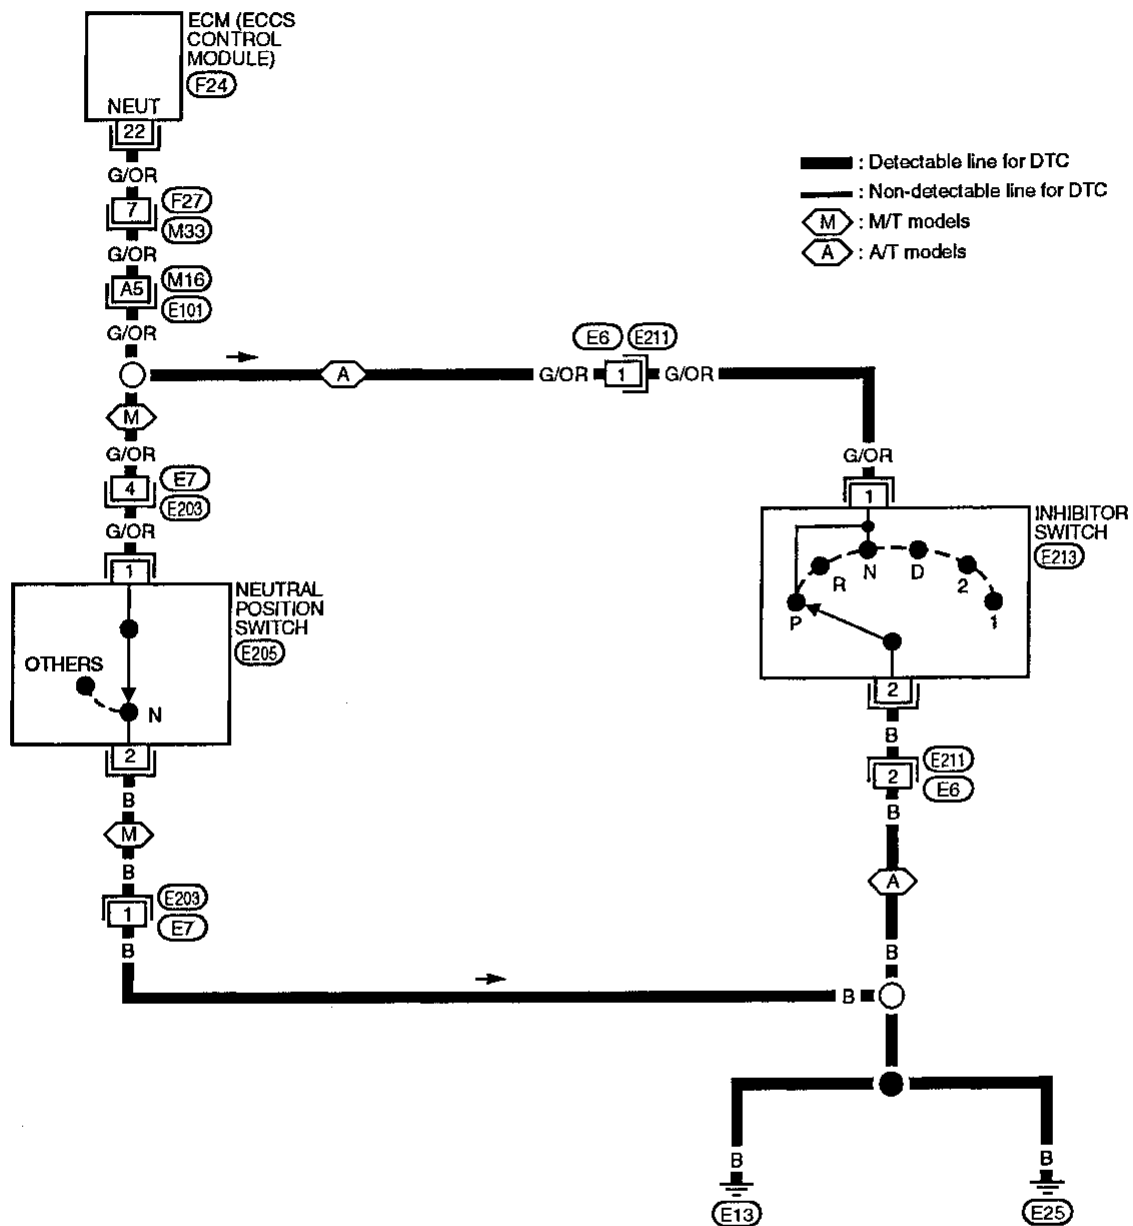 ECM (ECCS
CONTROL
MODULE)
F24
NEUT
22
G/OR
7
F27
M33
G/OR
A5
M16
E101
G/OR
: Detectable line for DTC
: Non-detectable line for DTC
M : M/T models
A : A/T models
A
E6 E211
G/OR 1 G/OR
M
G/OR
4
E7
E203
G/OR
1
NEUTRAL
POSITION
SWITCH
E205
OTHERS
N
2
B
M
B
1
E203
E7
B
G/OR
1
INHIBITOR
SWITCH
E213
P
R
N
D
2
1
2
B
2
E211
E6
B
A
B
B
B
E13
B
E25